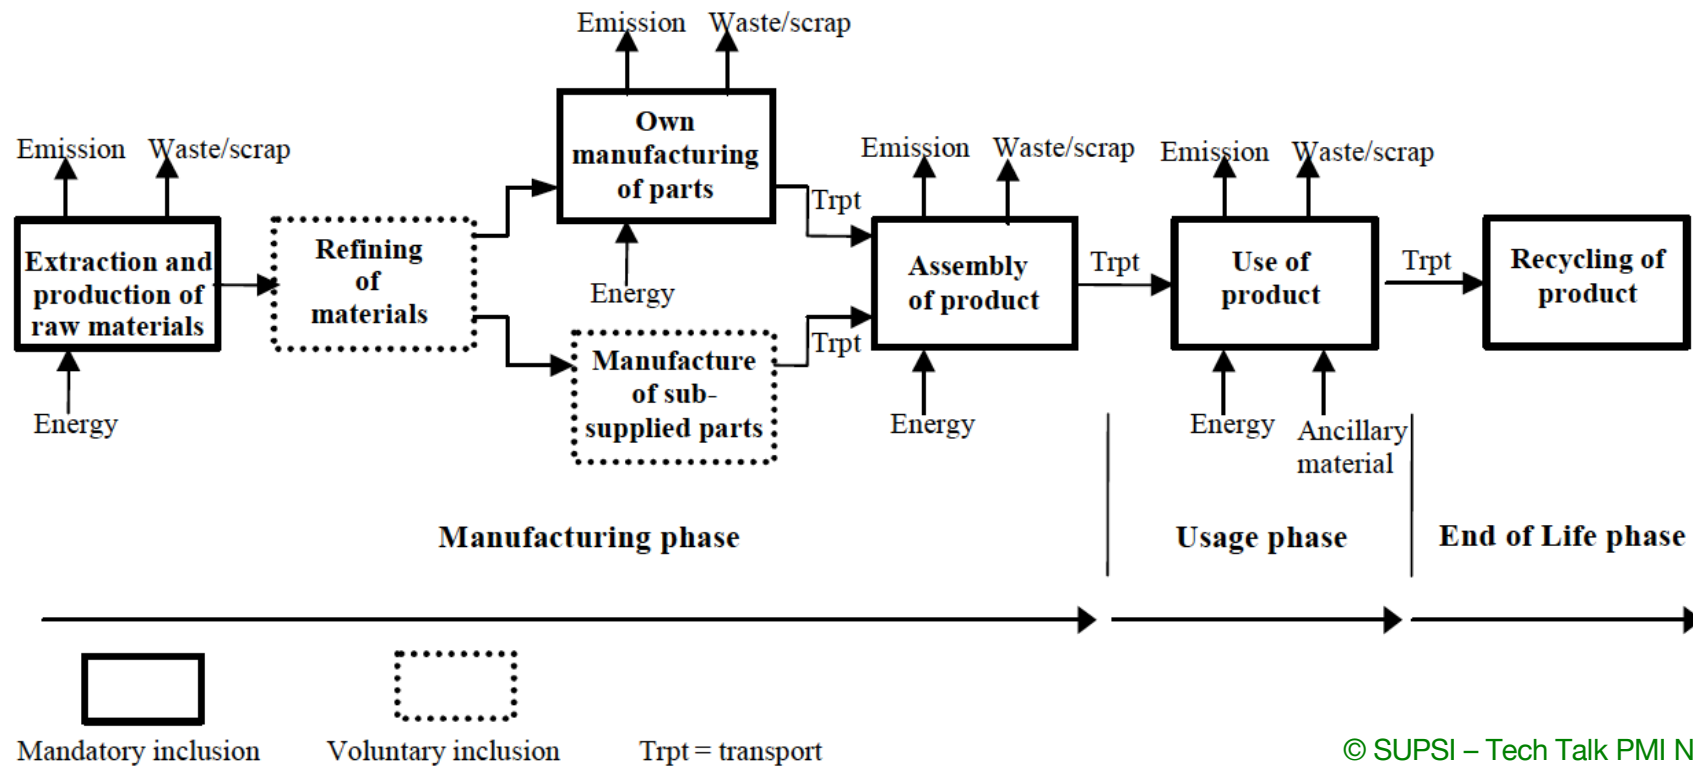 Emission Waste/scrap
Own
manufacturing
of parts
Energy
Emission Waste/scrap
Extraction and
production of
raw materials
Energy
Refining
of
materials
Manufacture
of sub-
supplied parts
Trpt
Trpt
Emission Waste/scrap
Assembly
of product
Energy
Trpt
Emission Waste/scrap
Use of
product
Energy
Ancillary
material
Trpt
Recycling of
product
Manufacturing phase
Usage phase
End of Life phase
Mandatory inclusion
Voluntary inclusion
Trpt = transport
© SUPSI – Tech Talk PMI N